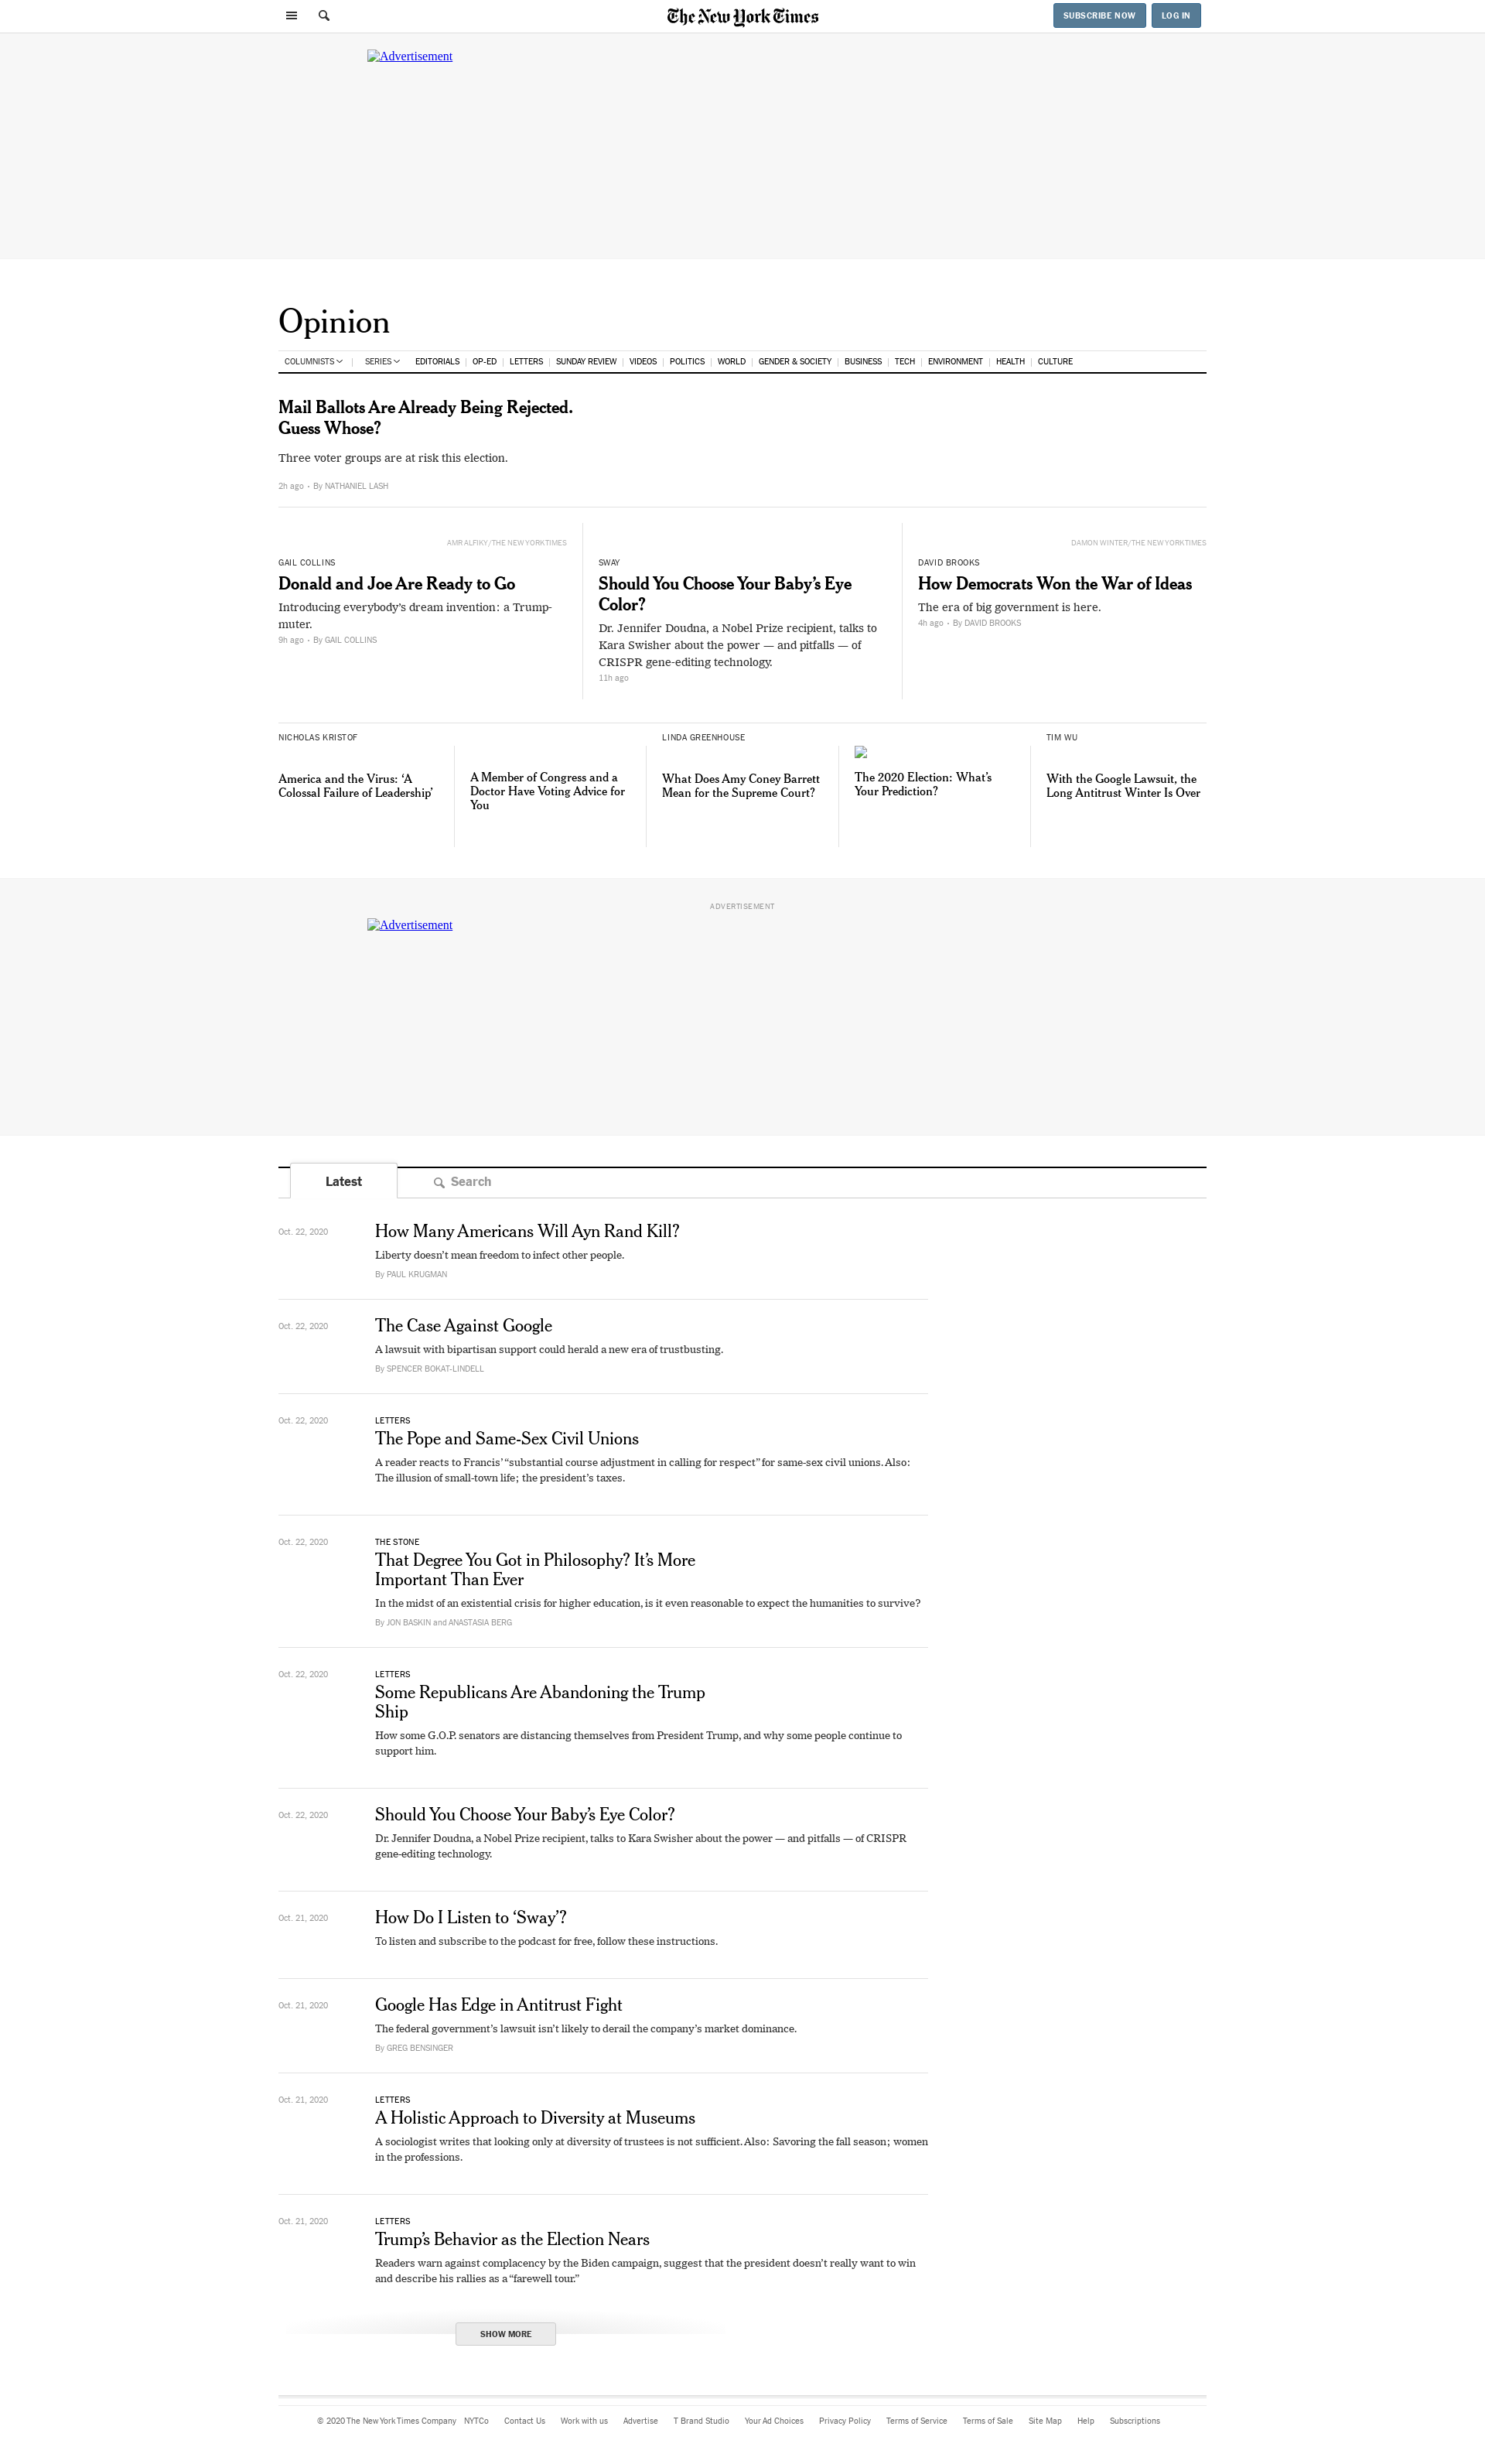 The New York Times
SUBSCRIBE NOW
LOG IN
Advertisement
Opinion
COLUMNISTS
SERIES
EDITORIALS
OP-ED
LETTERS
SUNDAY REVIEW
VIDEOS
POLITICS
WORLD
GENDER & SOCIETY
BUSINESS
TECH
ENVIRONMENT
HEALTH
CULTURE
Mail Ballots Are Already Being Rejected.
Guess Whose?
Three voter groups are at risk this election.
2h ago • By NATHANIEL LASH
AMR ALFIKY/THE NEW YORK TIMES
GAIL COLLINS
Donald and Joe Are Ready to Go
Introducing everybody's dream invention: a Trump-
muter.
9h ago • By GAIL COLLINS
SWAY
Should You Choose Your Baby’s Eye
Color?
Dr. Jennifer Doudna, a Nobel Prize recipient, talks to
Kara Swisher about the power — and pitfalls — of
CRISPR gene-editing technology.
11h ago
DAMON WINTER/THE NEW YORK TIMES
DAVID BROOKS
How Democrats Won the War of Ideas
The era of big government is here.
4h ago • By DAVID BROOKS
NICHOLAS KRISTOF
America and the Virus: ‘A
Colossal Failure of Leadership’
A Member of Congress and a
Doctor Have Voting Advice for
You
LINDA GREENHOUSE
What Does Amy Coney Barrett
Mean for the Supreme Court?
The 2020 Election: What’s
Your Prediction?
TIM WU
With the Google Lawsuit, the
Long Antitrust Winter Is Over
ADVERTISEMENT
Advertisement
Latest
Search
Oct. 22, 2020
How Many Americans Will Ayn Rand Kill?
Liberty doesn’t mean freedom to infect other people.
By PAUL KRUGMAN
Oct. 22, 2020
The Case Against Google
A lawsuit with bipartisan support could herald a new era of trustbusting.
By SPENCER BOKAT-LINDELL
Oct. 22, 2020
LETTERS
The Pope and Same-Sex Civil Unions
A reader reacts to Francis’ “substantial course adjustment in calling for respect” for same-sex civil unions. Also:
The illusion of small-town life; the president’s taxes.
Oct. 22, 2020
THE STONE
That Degree You Got in Philosophy? It’s More
Important Than Ever
In the midst of an existential crisis for higher education, is it even reasonable to expect the humanities to survive?
By JON BASKIN and ANASTASIA BERG
Oct. 22, 2020
LETTERS
Some Republicans Are Abandoning the Trump
Ship
How some G.O.P. senators are distancing themselves from President Trump, and why some people continue to
support him.
Oct. 22, 2020
Should You Choose Your Baby’s Eye Color?
Dr. Jennifer Doudna, a Nobel Prize recipient, talks to Kara Swisher about the power — and pitfalls — of CRISPR
gene-editing technology.
Oct. 21, 2020
How Do I Listen to ‘Sway’?
To listen and subscribe to the podcast for free, follow these instructions.
Oct. 21, 2020
Google Has Edge in Antitrust Fight
The federal government’s lawsuit isn’t likely to derail the company’s market dominance.
By GREG BENSINGER
Oct. 21, 2020
LETTERS
A Holistic Approach to Diversity at Museums
A sociologist writes that looking only at diversity of trustees is not sufficient. Also: Savoring the fall season; women
in the professions.
Oct. 21, 2020
LETTERS
Trump’s Behavior as the Election Nears
Readers warn against complacency by the Biden campaign, suggest that the president doesn’t really want to win
and describe his rallies as a “farewell tour.”
SHOW MORE
© 2020 The New York Times Company NYTCo Contact Us Work with us Advertise T Brand Studio Your Ad Choices Privacy Policy Terms of Service Terms of Sale Site Map Help Subscriptions